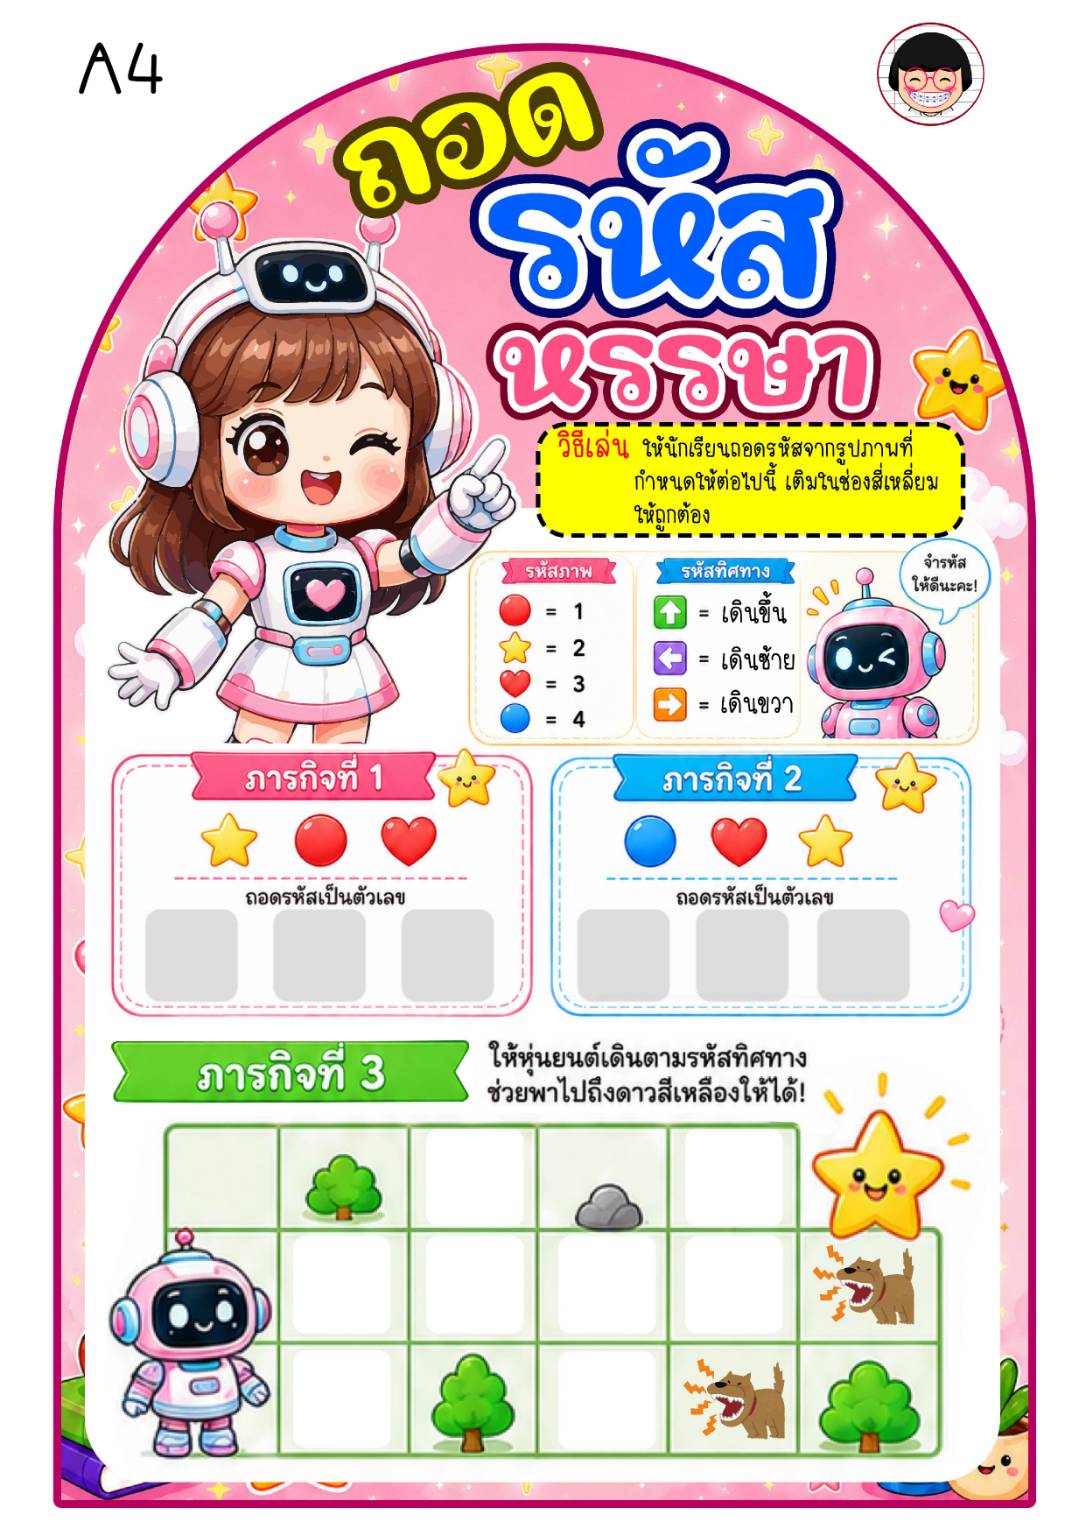 A4
ถอด
รหัส
หรรษา
วิธีเล่น ให้นักเรียนถอดรหัสจากรูปภาพที่
กำหนดให้ต่อไปนี้ เติมในช่องสี่เหลี่ยม
ให้ถูกต้อง
รหัสภาพ
= 1
= 2
= 3
= 4
รหัสทิศทาง
= เดินขึ้น
= เดินซ้าย
= เดินขวา
จำรหัส
ให้ดีนะคะ!
ภารกิจที่ 1
ถอดรหัสเป็นตัวเลข
ภารกิจที่ 2
ถอดรหัสเป็นตัวเลข
ภารกิจที่ 3
ให้หุ่นยนต์เดินตามรหัสทิศทาง
ช่วยพาไปถึงดาวสีเหลืองให้ได้!